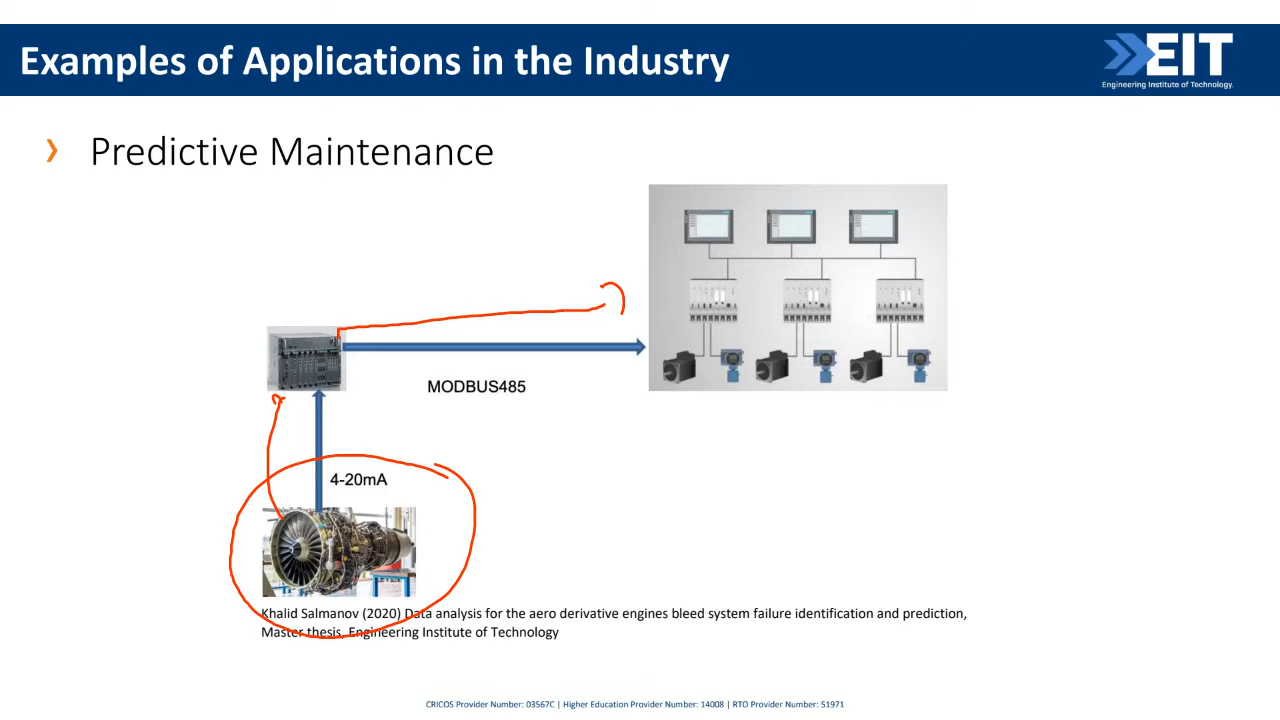 Examples of Applications in the Industry
EIT
Engineering Institute of Technology.
Predictive Maintenance
MODBUS485
4-20mA
Khalid Salmanov (2020) Data analysis for the aero derivative engines bleed system failure identification and prediction,
Master thesis, Engineering Institute of Technology
CRICOS Provider Number: 03567C | Higher Education Provider Number: 14008 | RTO Provider Number: 51971